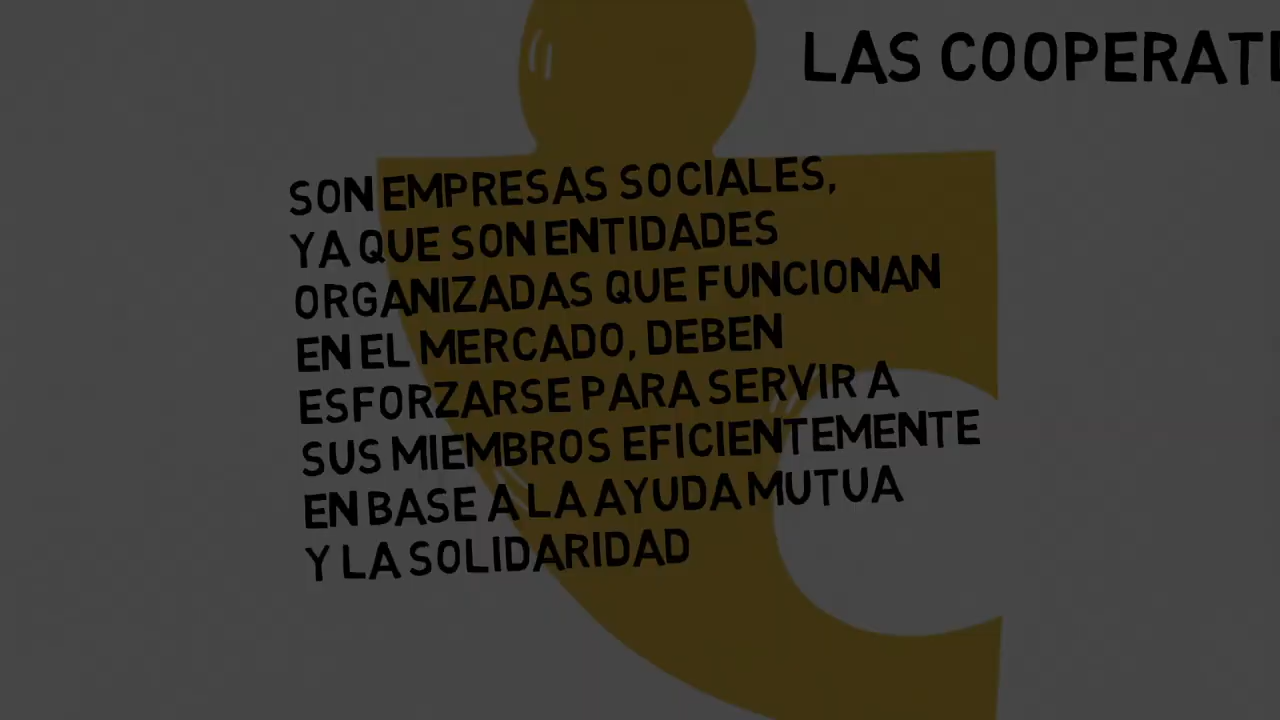 LAS COOPERATI
SON EMPRESAS SOCIALES,
YA QUE SON ENTIDADES
ORGANIZADAS QUE FUNCIONAN
EN EL MERCADO, DEBEN
ESFORZARSE PARA SERVIR A
SUS MIEMBROS EFICIENTEMENTE
EN BASE A LA AYUDA MUTUA
Y LA SOLIDARIDAD